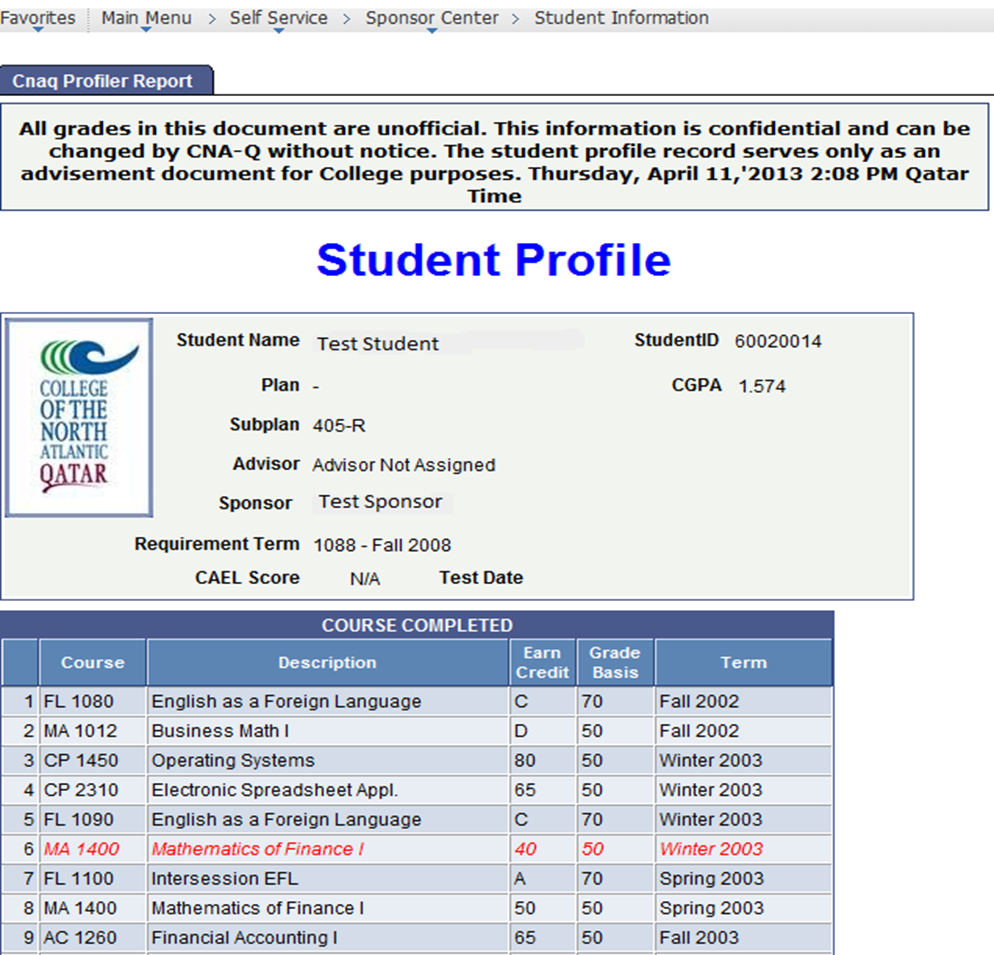 Favorites Main Menu > Self Service > Sponsor Center > Student Information
Cnaq Profiler Report
All grades in this document are unofficial. This information is confidential and can be
changed by CNA-Q without notice. The student profile record serves only as an
advisement document for College purposes. Thursday, April 11,'2013 2:08 PM Qatar
Time
Student Profile
COLLEGE
OF THE
NORTH
ATLANTIC
QATAR
Student Name Test Student StudentID 60020014
Plan - CGPA 1.574
Subplan 405-R
Advisor Advisor Not Assigned
Sponsor Test Sponsor
Requirement Term 1088 - Fall 2008
CAEL Score N/A Test Date
COURSE COMPLETED
Course Description Earn Credit Grade Basis Term
1 FL 1080 English as a Foreign Language C 70 Fall 2002
2 MA 1012 Business Math I D 50 Fall 2002
3 CP 1450 Operating Systems 80 50 Winter 2003
4 CP 2310 Electronic Spreadsheet Appl. 65 50 Winter 2003
5 FL 1090 English as a Foreign Language C 70 Winter 2003
6 MA 1400 Mathematics of Finance I 40 50 Winter 2003
7 FL 1100 Intersession EFL A 70 Spring 2003
8 MA 1400 Mathematics of Finance I 50 50 Spring 2003
9 AC 1260 Financial Accounting I 65 50 Fall 2003